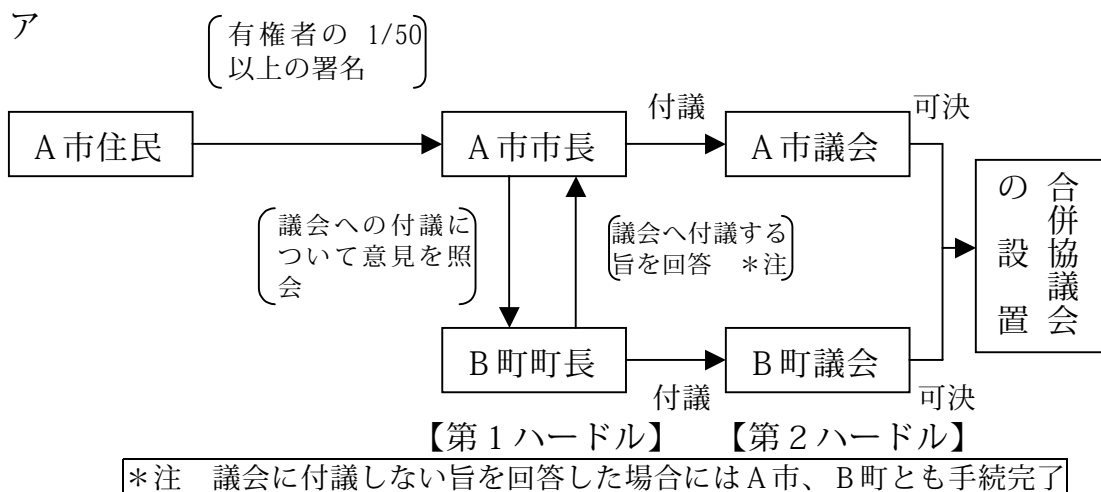 ア
有権者の 1/50
以上の署名
付議
可決
A市住民
A市市長
A市議会
合併協議会
の設置
議会への付議に
ついて意見を照
会
議会へ付議する
旨を回答　＊注
B町町長
B町議会
付議
可決
【第1ハードル】
【第2ハードル】
＊注　議会に付議しない旨を回答した場合にはA市、B町とも手続完了